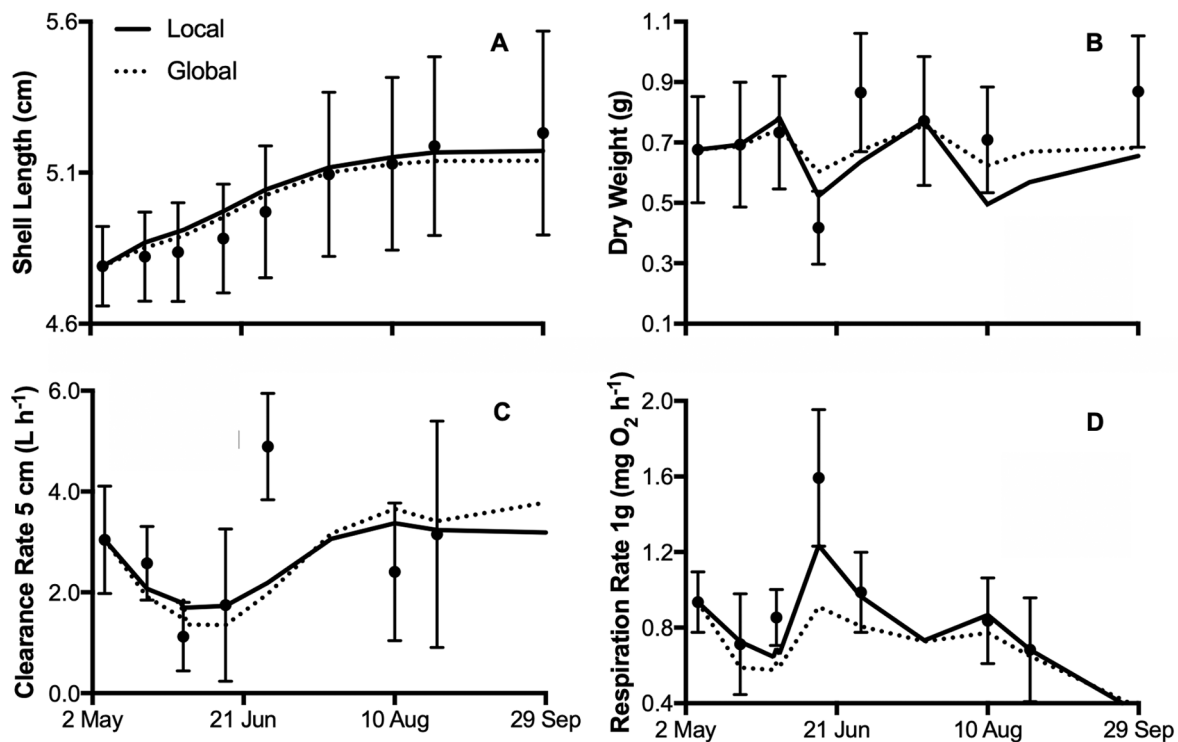 Local
Global
A
Shell Length (cm)
5.6
5.1
4.6
B
Dry Weight (g)
1.1
0.9
0.7
0.5
0.3
0.1
C
Clearance Rate 5 cm (L h-1)
6.0
4.0
2.0
0.0
2 May
21 Jun
10 Aug
29 Sep
D
Respiration Rate 1g (mg O2 h-1)
2.0
1.6
1.2
0.8
0.4
2 May
21 Jun
10 Aug
29 Sep